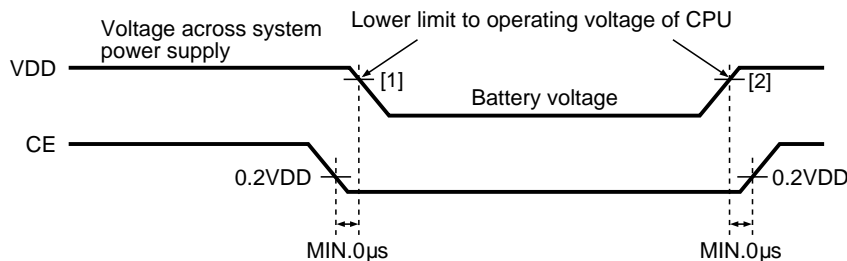 Voltage across system
power supply
Lower limit to operating voltage of CPU
VDD
[1]
[2]
Battery voltage
CE
0.2VDD
0.2VDD
MIN.0µs
MIN.0µs